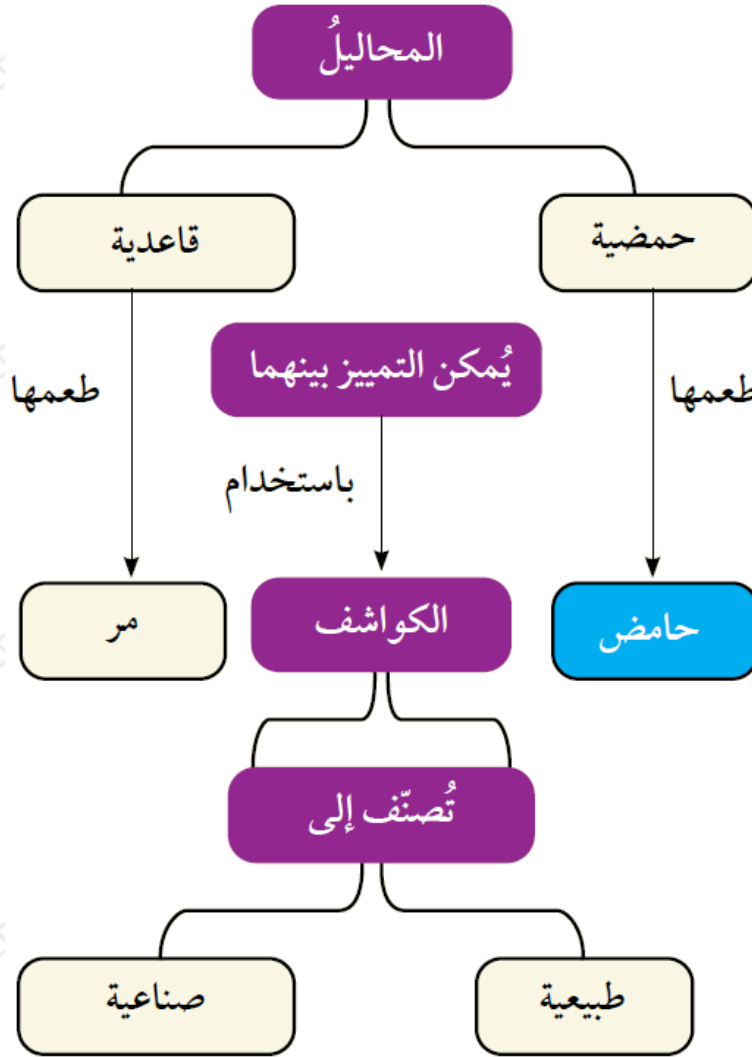 المحاليلُ
حمضية
قاعدية
يُمكن التمييز بينهما
طعمها
طعمها
باستخدام
حامض
الكواشف
مر
تُصنّف إلى
طبيعية
صناعية